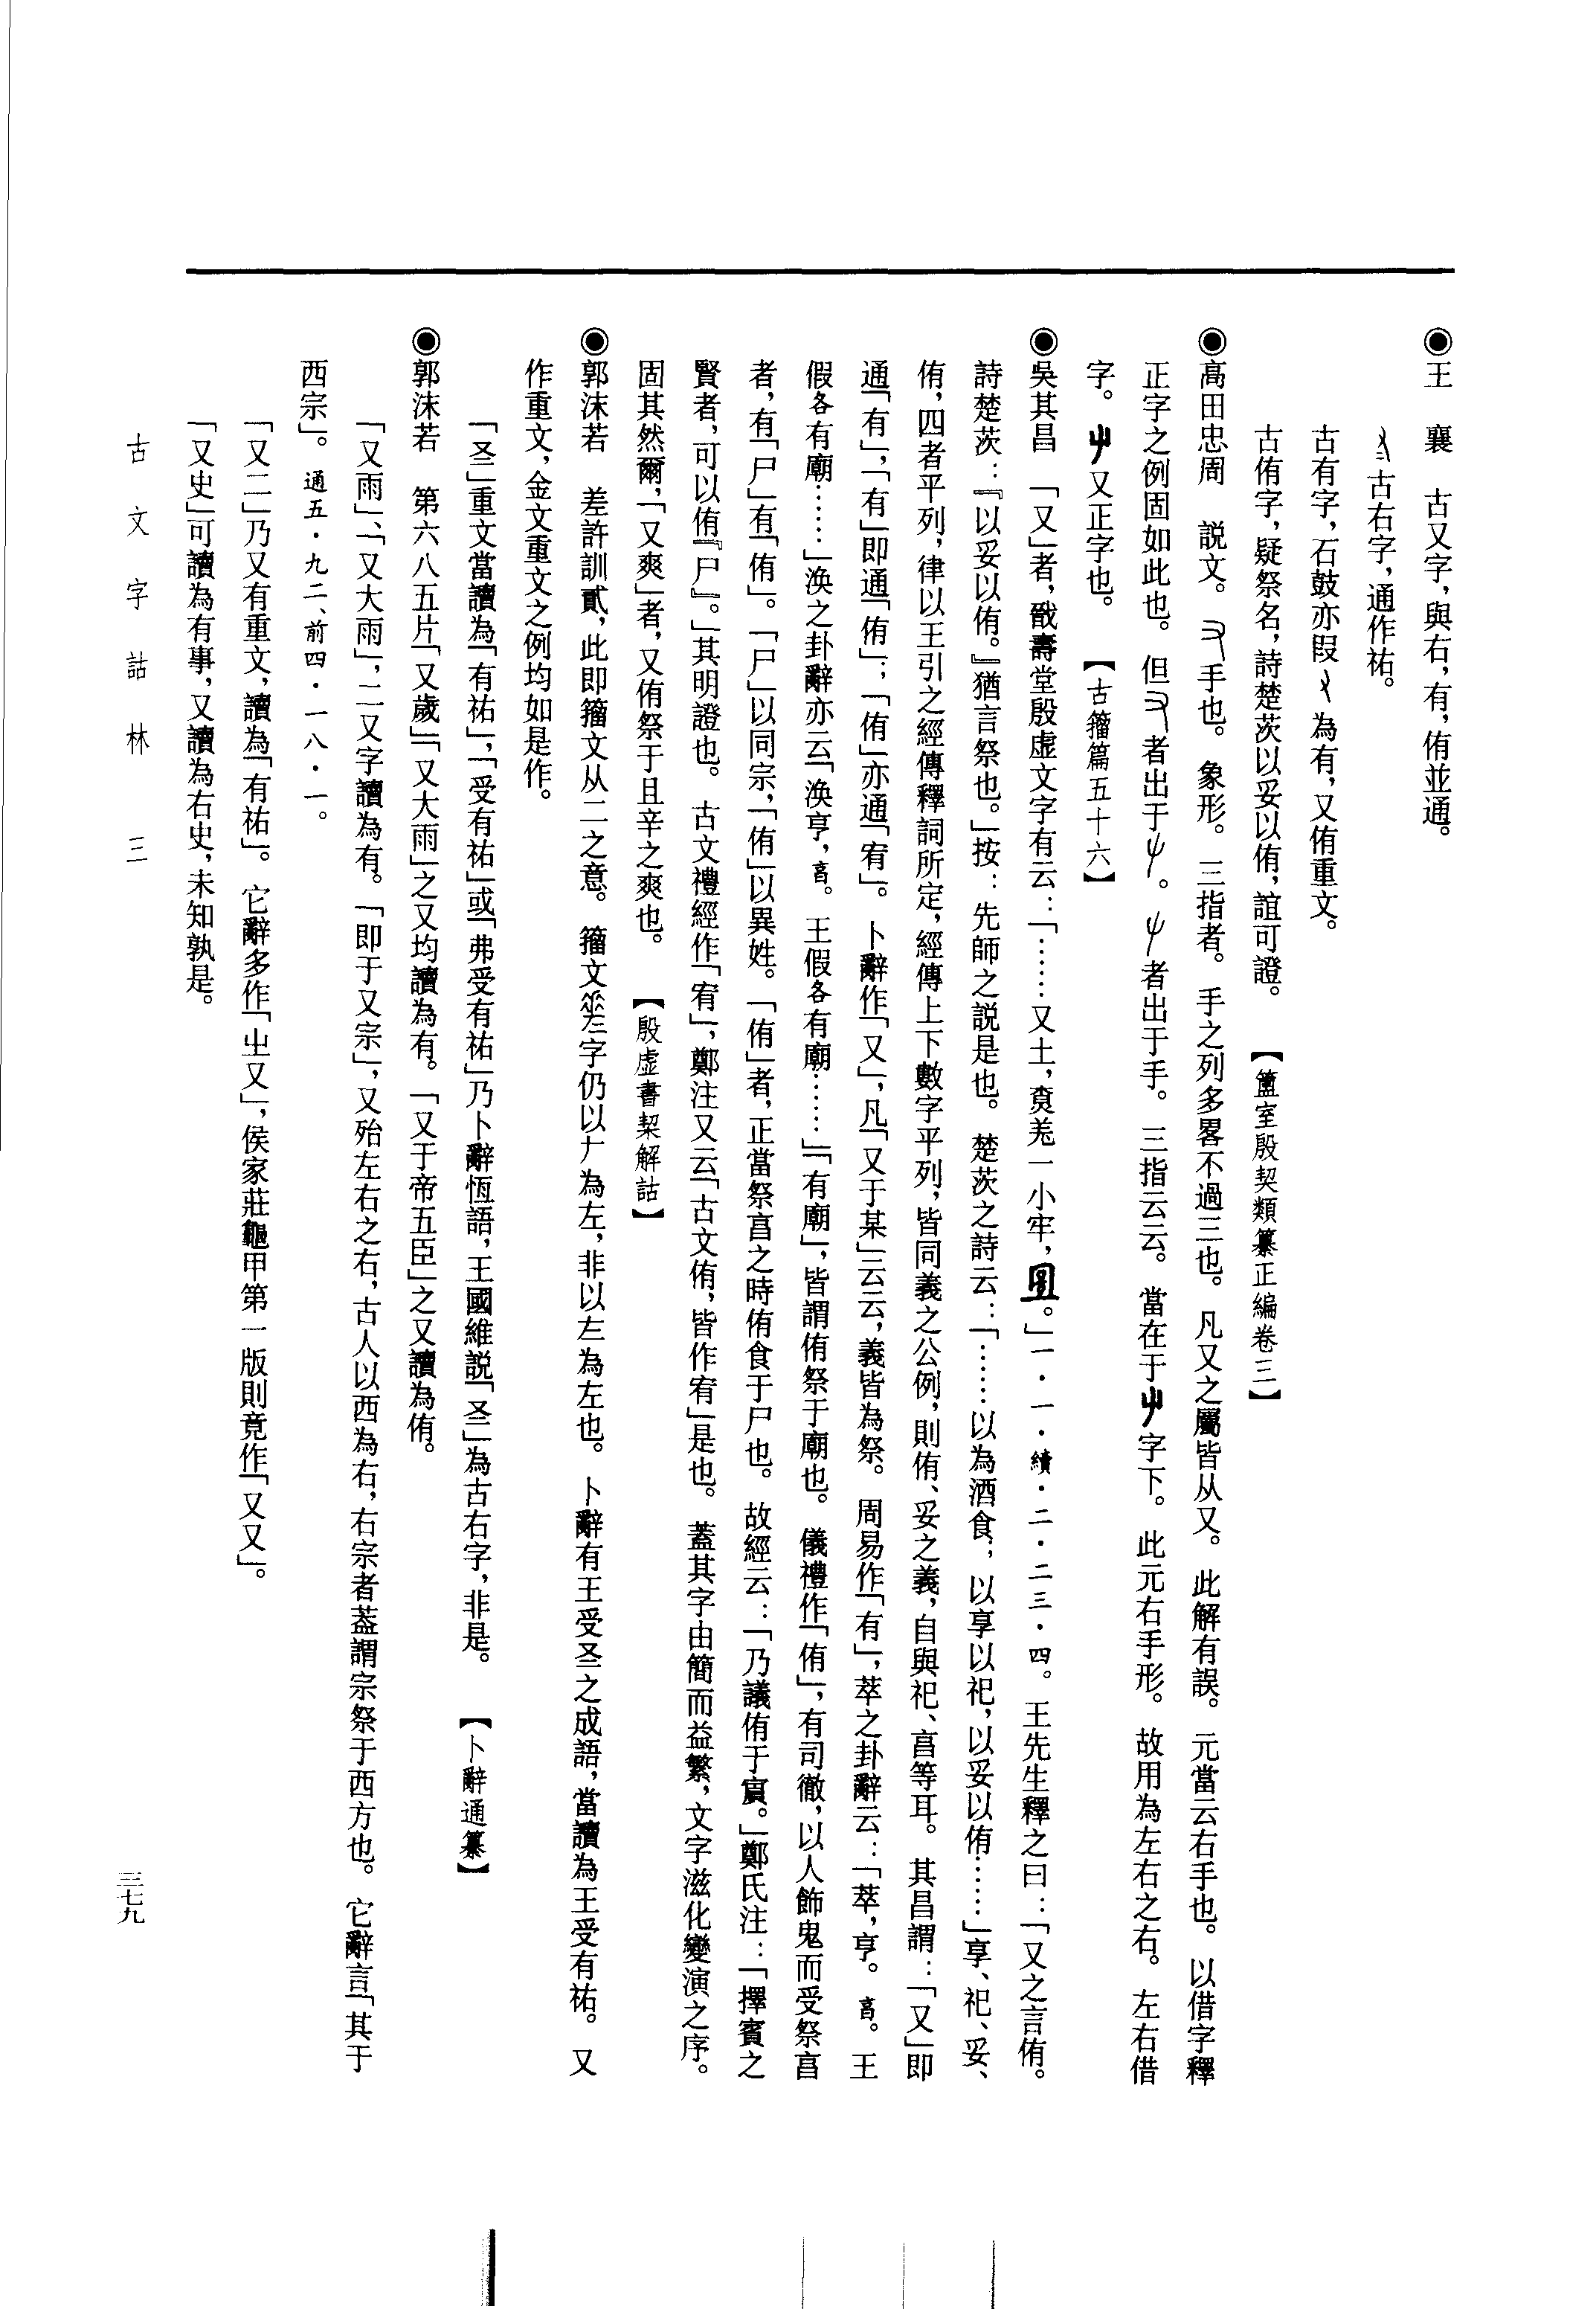 ◉王　襄　古又字，與右，有，侑並通。
古右字，通作祐。
古有字，石鼓亦叚為有，又侑重文。
古侑字，疑祭名，詩楚茨以妥以侑，誼可證。【簠室殷契類纂正編卷三】
◉高田忠周　説文。手也。象形。三指者。手之列多畧不過三也。凡又之屬皆从又。此解有誤。元當云右手也。以借字釋
正字之例固如此也。但者出于。者出于手。三指云云。當在于字下。此元右手形。故用為左右之右。左右借
字。又正字也。【古籀篇五十六】
◉吳其昌　「又」者，戩壽堂殷虛文字有云：「……又土，寮羌一小牢，。」一·一·續·二·二三·四。王先生釋之曰：「又之言侑。
詩楚茨：『以妥以侑。』猶言祭也。」按：先師之説是也。楚茨之詩云：「……以為酒食；以享以祀，以妥以侑……」享、祀、妥、
侑，四者平列，律以王引之經傳釋詞所定，經傳上下數字平列，皆同義之公例，則侑、妥之義，自與祀、亯等耳。其昌謂：「又」即
通「有」，「有」即通「侑」；「侑」亦通「宥」。卜辭作「又」，凡「又于某」云云，義皆為祭。周易作「有」，萃之卦辭云：「萃，亨。亯。王
假各有廟……」渙之卦辭亦云「渙亨，亯。王假各有廟……」「有廟」，皆謂侑祭于廟也。儀禮作「侑」，有司徹，以人飾鬼而受祭亯
者，有「尸」有「侑」。「尸」以同宗，「侑」以異姓。「侑」者，正當祭亯之時侑食于尸也。故經云：「乃議侑于賓。」鄭氏注：「擇賓之
賢者，可以侑『尸』。」其明證也。古文禮經作「宥」，鄭注又云「古文侑，皆作宥」是也。蓋其字由簡而益繁，文字滋化變演之序。
固其然爾，「又爽」者，又侑祭于且辛之爽也。【殷虛書契解詁】
◉郭沫若　差許訓貳，此即籀文从二之意。籀文字仍以𠂇為左，非以𠂇二為左也。卜辭有王受㕛之成語，當讀為王受有祐。又
作重文，金文重文之例均如是作。
「㕛」重文當讀為「有祐」，「受有祐」或「弗受有祐」乃卜辭恆語，王國維説「㕛」為古右字，非是。【卜辭通纂】
◉郭沫若　第六八五片「又歲」「又大雨」之又均讀為有。「又于帝五臣」之又讀為侑。
「又雨」、「又大雨」，二又字讀為有。「即于又宗」，又殆左右之右，古人以西為右，右宗者蓋謂宗祭于西方也。它辭言「其于
西宗」。通五·九二、前四·一八·一。
「又二」乃又有重文，讀為「有祐」。它辭多作「㞢又」，侯家莊龜甲第一版則竟作「又又」。
「又史」可讀為有事，又讀為右史，未知孰是。
古文字詁林　三
三七九